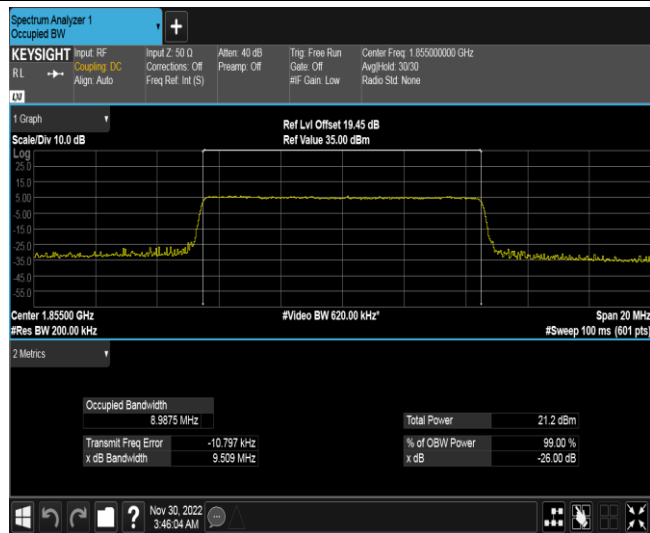 Spectrum Analyzer 1
Occupied BW
+
KEYSIGHT Input: RF Input Z: 50 Ω Atten: 40 dB Trig: Free Run Center Freq: 1.855000000 GHz
RL Coupling: DC Corrections: Off Preamp: Off Gate: Off Avg|Hold: 30/30
Align: Auto Freq Ref: Int (S) #IF Gain: Low Radio Std: None
LXI
1 Graph
Ref Lvl Offset 19.45 dB
Scale/Div 10.0 dB Ref Value 35.00 dBm
Log
25.0
15.0
5.00
-5.00
-15.0
-25.0
-35.0
-45.0
-55.0
Center 1.85500 GHz #Video BW 620.00 kHz* Span 20 MHz
#Res BW 200.00 kHz #Sweep 100 ms (601 pts)
2 Metrics
Occupied Bandwidth
8.9875 MHz Total Power 21.2 dBm
Transmit Freq Error -10.797 kHz % of OBW Power 99.00 %
x dB Bandwidth 9.509 MHz x dB -26.00 dB
? Nov 30, 2022
3:46:04 AM